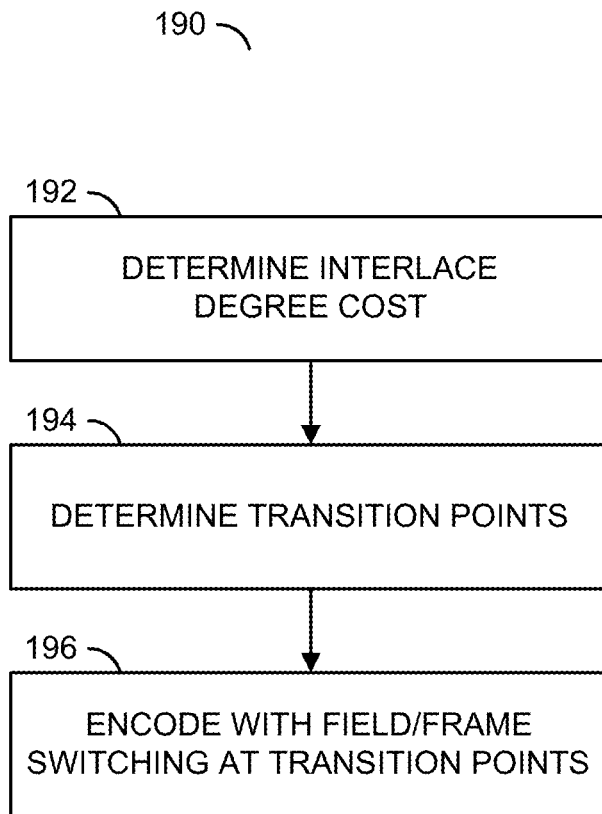 190
192
DETERMINE INTERLACE
DEGREE COST
194
DETERMINE TRANSITION POINTS
196
ENCODE WITH FIELD/FRAME
SWITCHING AT TRANSITION POINTS